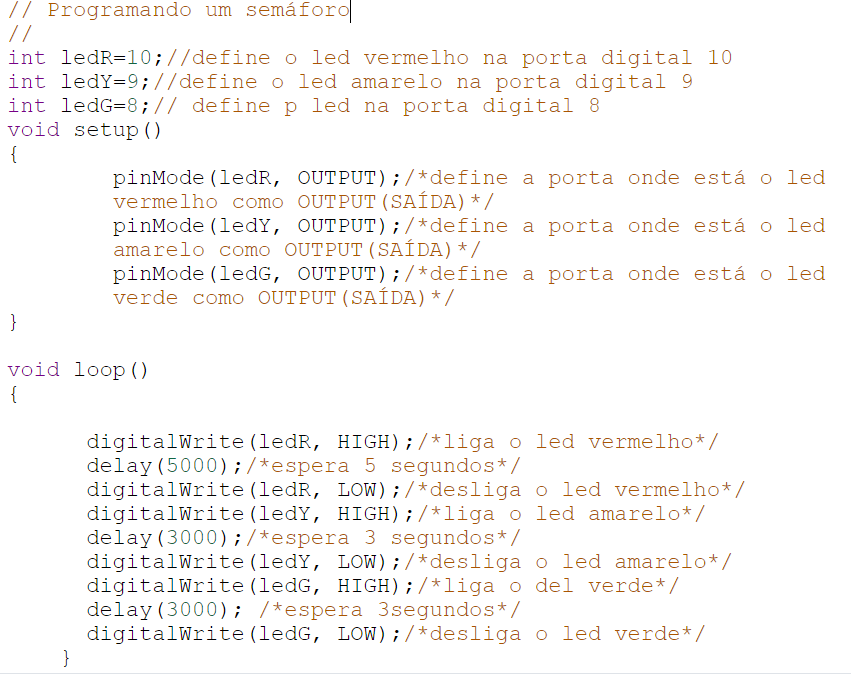 // Programando um semáforo
//
int ledR=10;//define o led vermelho na porta digital 10
int ledY=9;//define o led amarelo na porta digital 9
int ledG=8;// define p led na porta digital 8
void setup()
{
pinMode(ledR, OUTPUT);/*define a porta onde está o led
vermelho como OUTPUT(SAÍDA)*/
pinMode(ledY, OUTPUT);/*define a porta onde está o led
amarelo como OUTPUT(SAÍDA)*/
pinMode(ledG, OUTPUT);/*define a porta onde está o led
verde como OUTPUT(SAÍDA)*/
}
void loop()
{
digitalWrite(ledR, HIGH);/*liga o led vermelho*/
delay(5000);/*espera 5 segundos*/
digitalWrite(ledR, LOW);/*desliga o led vermelho*/
digitalWrite(ledY, HIGH);/*liga o led amarelo*/
delay(3000);/*espera 3 segundos*/
digitalWrite(ledY, LOW);/*desliga o led amarelo*/
digitalWrite(ledG, HIGH);/*liga o del verde*/
delay(3000); /*espera 3segundos*/
digitalWrite(ledG, LOW);/*desliga o led verde*/
}